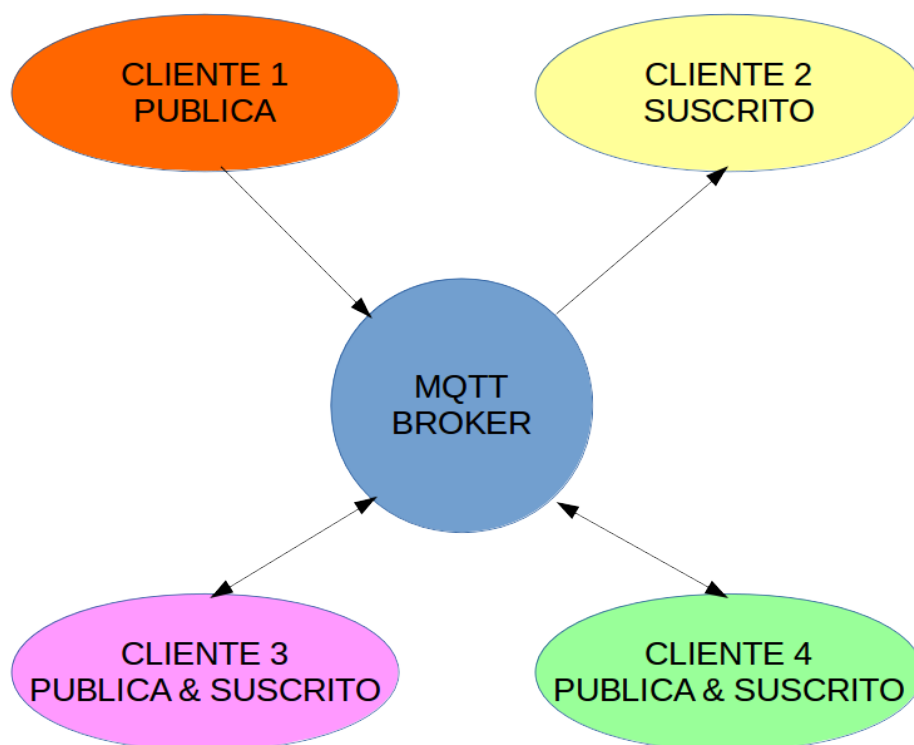 CLIENTE 1
PUBLICA
CLIENTE 2
SUSCRITO
MQTT
BROKER
CLIENTE 3
PUBLICA & SUSCRITO
CLIENTE 4
PUBLICA & SUSCRITO